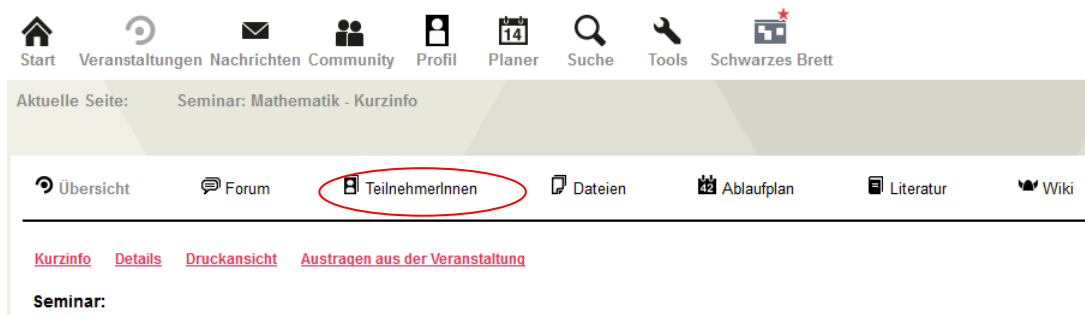 14
Start Veranstaltungen Nachrichten Community Profil Planer Suche Tools Schwarzes Brett
Aktuelle Seite: Seminar: Mathematik - Kurzinfo
Übersicht Forum TeilnehmerInnen Dateien 42 Ablaufplan Literatur Wiki
Kurzinfo Details Druckansicht Austragen aus der Veranstaltung
Seminar: